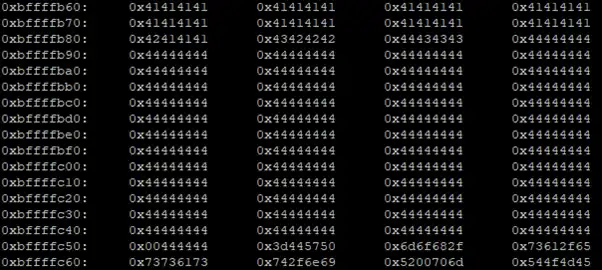 0xbffffb60: 0x41414141 0x41414141 0x41414141 0x41414141
0xbffffb70: 0x41414141 0x41414141 0x41414141 0x41414141
0xbffffb80: 0x42414141 0x43424242 0x44434343 0x44444444
0xbffffb90: 0x44444444 0x44444444 0x44444444 0x44444444
0xbffffba0: 0x44444444 0x44444444 0x44444444 0x44444444
0xbffffbb0: 0x44444444 0x44444444 0x44444444 0x44444444
0xbffffbc0: 0x44444444 0x44444444 0x44444444 0x44444444
0xbffffbd0: 0x44444444 0x44444444 0x44444444 0x44444444
0xbffffbe0: 0x44444444 0x44444444 0x44444444 0x44444444
0xbffffbf0: 0x44444444 0x44444444 0x44444444 0x44444444
0xbffffc00: 0x44444444 0x44444444 0x44444444 0x44444444
0xbffffc10: 0x44444444 0x44444444 0x44444444 0x44444444
0xbffffc20: 0x44444444 0x44444444 0x44444444 0x44444444
0xbffffc30: 0x44444444 0x44444444 0x44444444 0x44444444
0xbffffc40: 0x44444444 0x44444444 0x44444444 0x44444444
0xbffffc50: 0x00444444 0x3d445750 0x6d6f682f 0x73612f65
0xbffffc60: 0x73736173 0x742f6e69 0x5200706d 0x544f4d45